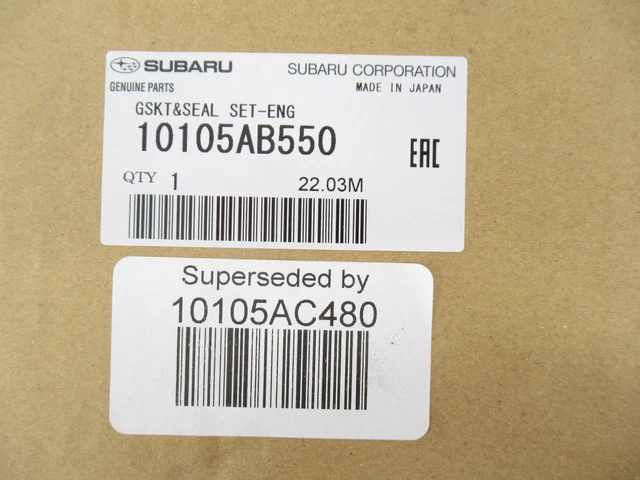 SUBARU
SUBARU CORPORATION
GENUINE PARTS
MADE IN JAPAN
GSKT&SEAL SET-ENG
10105AB550
EAC
QTY 1
22.03M
Superseded by
10105AC480